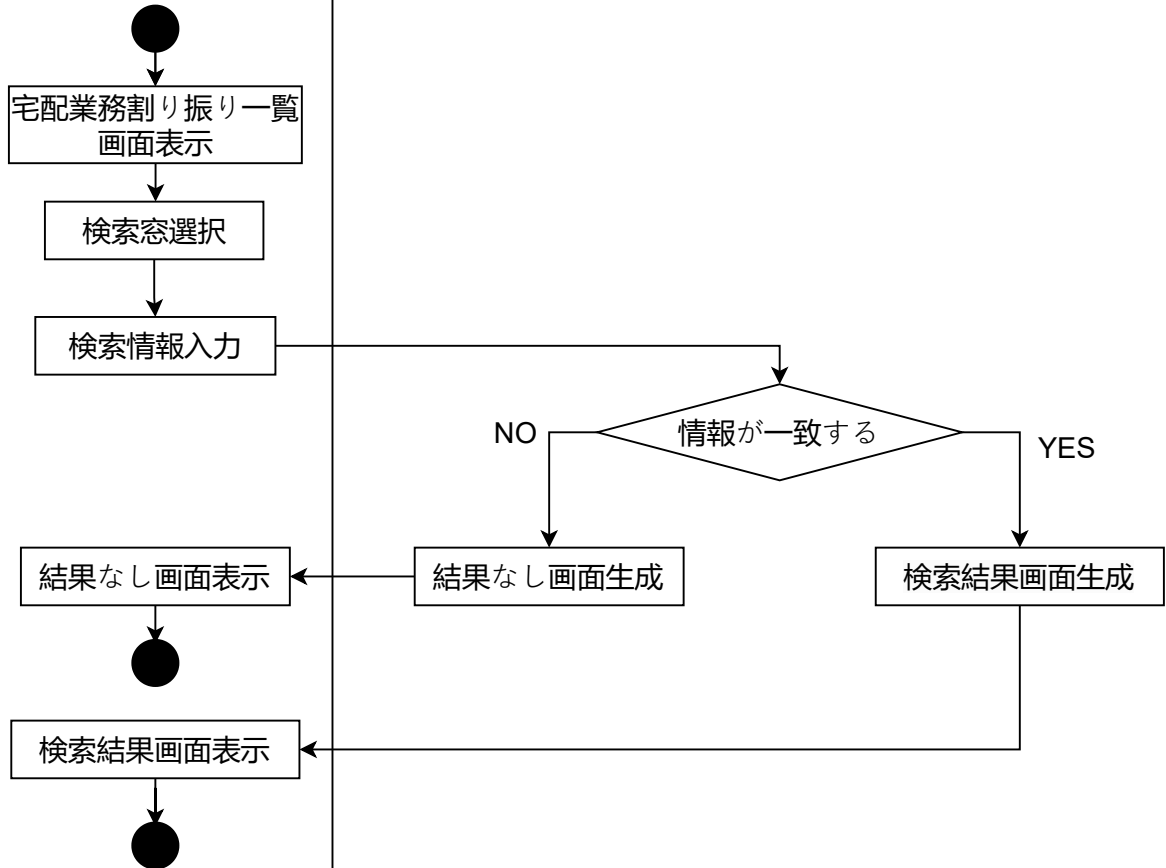 宅配業務割り振り一覧
画面表示
検索窓選択
検索情報入力
情報が一致する
NO
YES
結果なし画面表示
結果なし画面生成
検索結果画面生成
検索結果画面表示